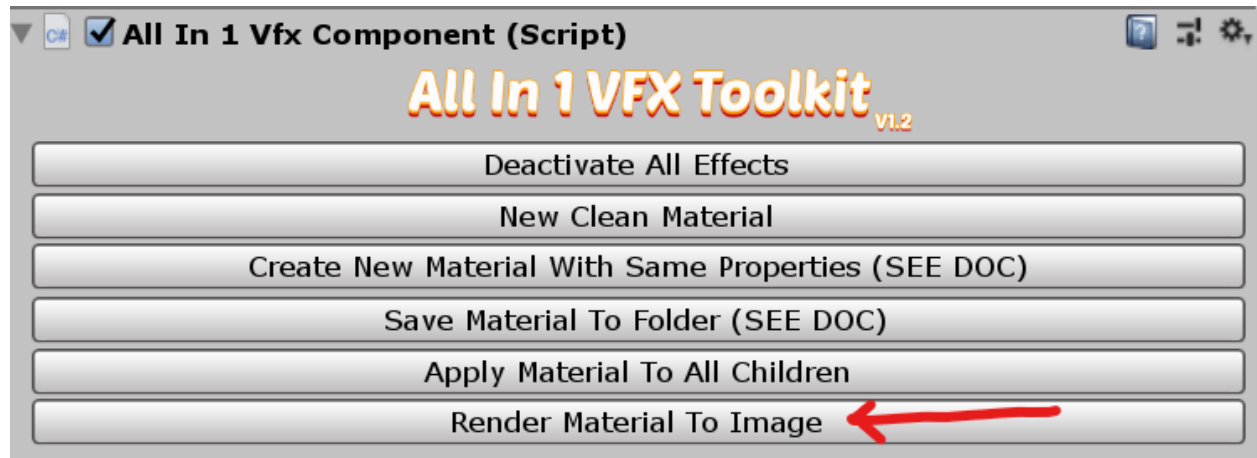 All In 1 Vfx Component (Script)
All In 1 VFX Toolkit V1.2
Deactivate All Effects
New Clean Material
Create New Material With Same Properties (SEE DOC)
Save Material To Folder (SEE DOC)
Apply Material To All Children
Render Material To Image